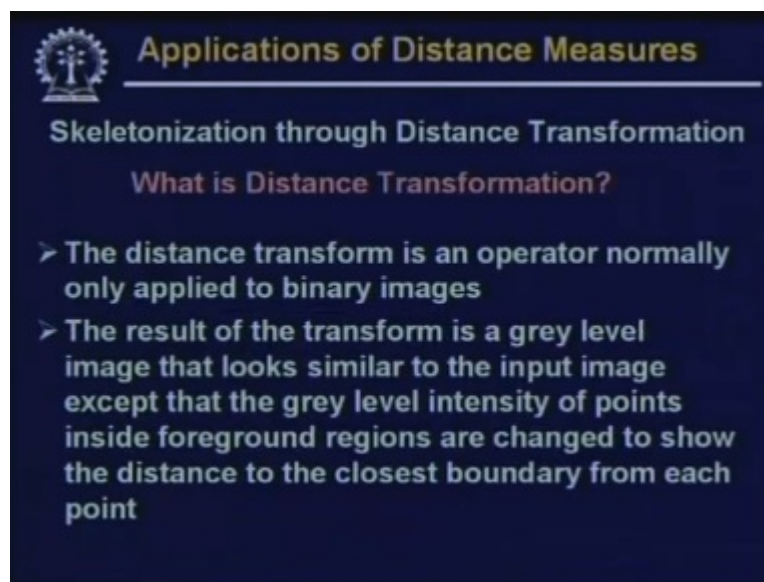 Applications of Distance Measures
Skeletonization through Distance Transformation
What is Distance Transformation?
➢ The distance transform is an operator normally
only applied to binary images
➢ The result of the transform is a grey level
image that looks similar to the input image
except that the grey level intensity of points
inside foreground regions are changed to show
the distance to the closest boundary from each
point